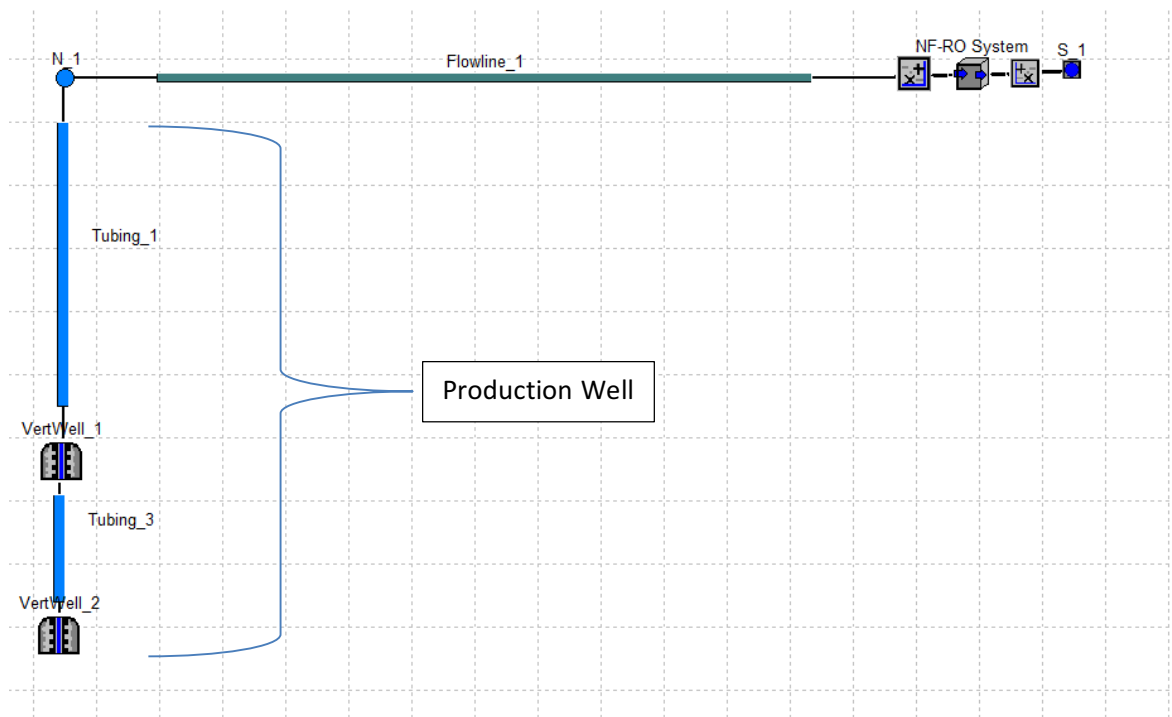 N_1
Flowline_1
NF-RO System
S_1
Tubing_1
Production Well
VertWell_1
Tubing_3
VertWell_2